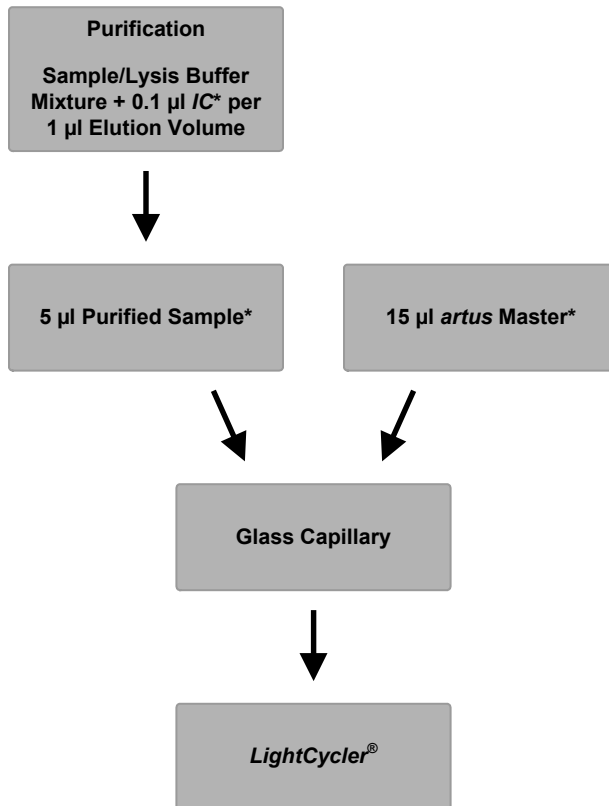 Purification
Sample/Lysis Buffer
Mixture + 0.1 µl IC* per
1 µl Elution Volume
5 µl Purified Sample*
15 µl artus Master*
Glass Capillary
LightCycler®